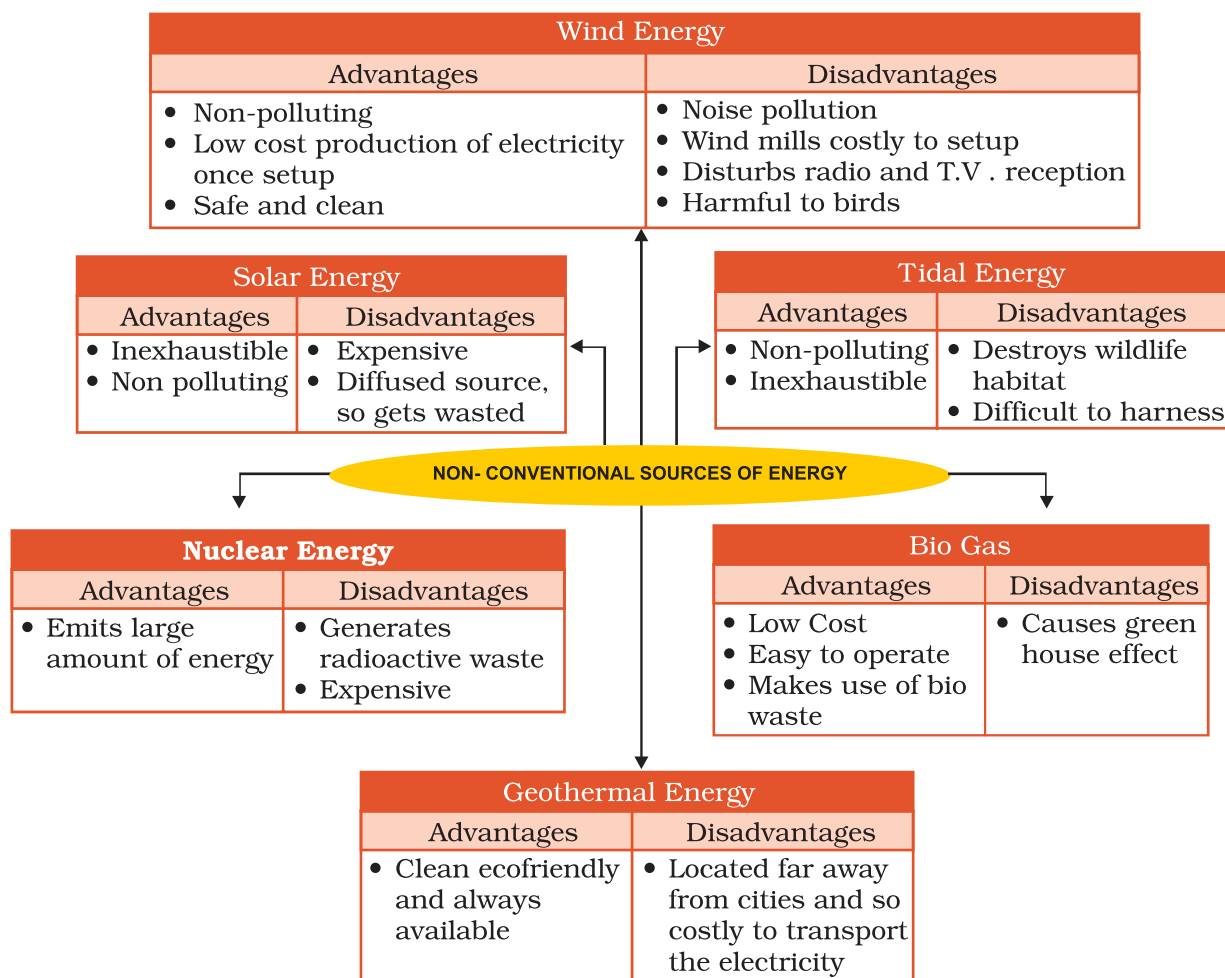 Wind Energy
Advantages
Disadvantages
• Non-polluting
• Low cost production of electricity
once setup
• Safe and clean
• Noise pollution
• Wind mills costly to setup
• Disturbs radio and T.V . reception
• Harmful to birds
Solar Energy
Advantages
Disadvantages
• Inexhaustible
• Non polluting
• Expensive
• Diffused source,
so gets wasted
Tidal Energy
Advantages
Disadvantages
• Non-polluting
• Inexhaustible
• Destroys wildlife
habitat
• Difficult to harness
NON- CONVENTIONAL SOURCES OF ENERGY
Nuclear Energy
Advantages
Disadvantages
• Emits large
amount of energy
• Generates
radioactive waste
• Expensive
Bio Gas
Advantages
Disadvantages
• Low Cost
• Easy to operate
• Makes use of bio
waste
• Causes green
house effect
Geothermal Energy
Advantages
Disadvantages
• Clean ecofriendly
and always
available
• Located far away
from cities and so
costly to transport
the electricity